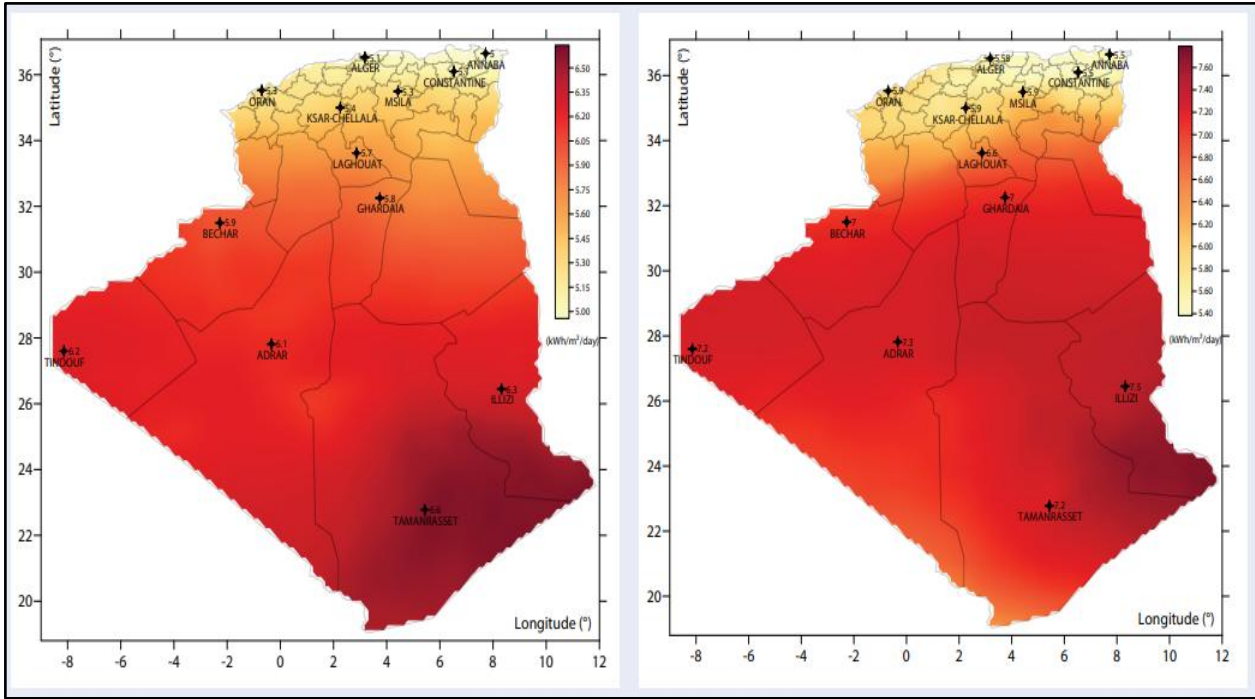 Latitude (°)
36
34
32
30
28
26
24
22
20
5.1
ALGER
5
ANNABA
CONSTANTINE
5.3
ORAN
5.3
MSILA
5.4
KSAR-CHELLALA
5.7
LAGHOUAT
5.8
GHARDAIA
5.9
BECHAR
6.2
TINDOUF
6.1
ADRAR
6.3
ILLIZI
6.6
TAMANRASSET
6.50
6.35
6.20
6.05
5.90
5.75
5.60
5.45
5.30
5.15
5.00
(kWh/m²/day)
Longitude (°)
-8 -6 -4 -2 0 2 4 6 8 10 12
Latitude (°)
36
34
32
30
28
26
24
22
20
5.58
ALGER
5.5
ANNABA
5.5
CONSTANTINE
5.9
ORAN
5.9
MSILA
5.9
KSAR-CHELLALA
6.6
LAGHOUAT
7
GHARDAIA
7
BECHAR
7.2
TINDOUF
7.3
ADRAR
7.5
ILLIZI
7.2
TAMANRASSET
7.60
7.40
7.20
7.00
6.80
6.60
6.40
6.20
6.00
5.80
5.60
5.40
(kWh/m²/day)
Longitude (°)
-8 -6 -4 -2 0 2 4 6 8 10 12